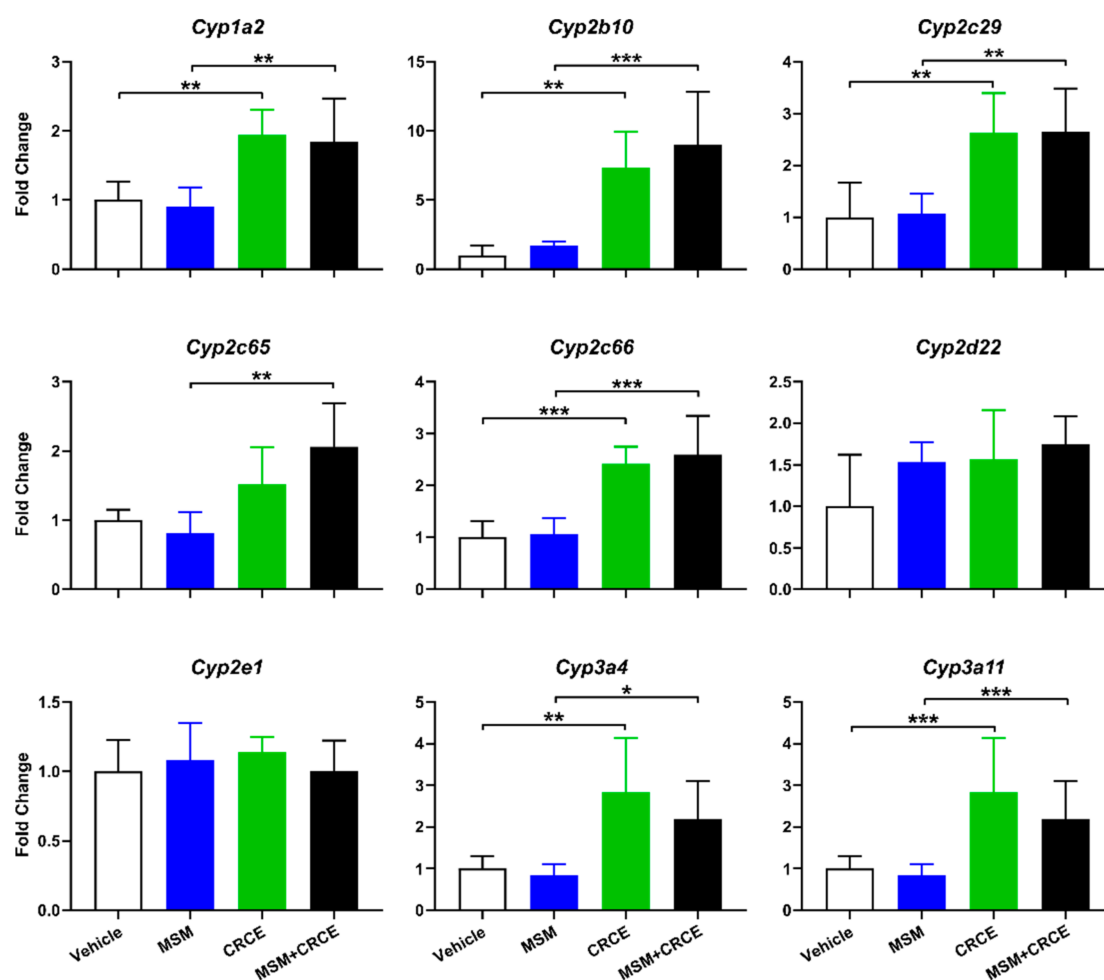 Cyp1a2
Cyp2b10
Cyp2c29
Fold Change
3
2
1
0
**
**
15
10
5
0
**
***
4
3
2
1
0
**
**
Cyp2c65
Cyp2c66
Cyp2d22
Fold Change
3
2
1
0
**
4
3
2
1
0
***
***
2.5
2.0
1.5
1.0
0.5
0.0
Cyp2e1
Cyp3a4
Cyp3a11
Fold Change
1.5
1.0
0.5
0.0
5
4
3
2
1
0
**
*
5
4
3
2
1
0
***
***
Vehicle
MSM
CRCE
MSM+CRCE
Vehicle
MSM
CRCE
MSM+CRCE
Vehicle
MSM
CRCE
MSM+CRCE